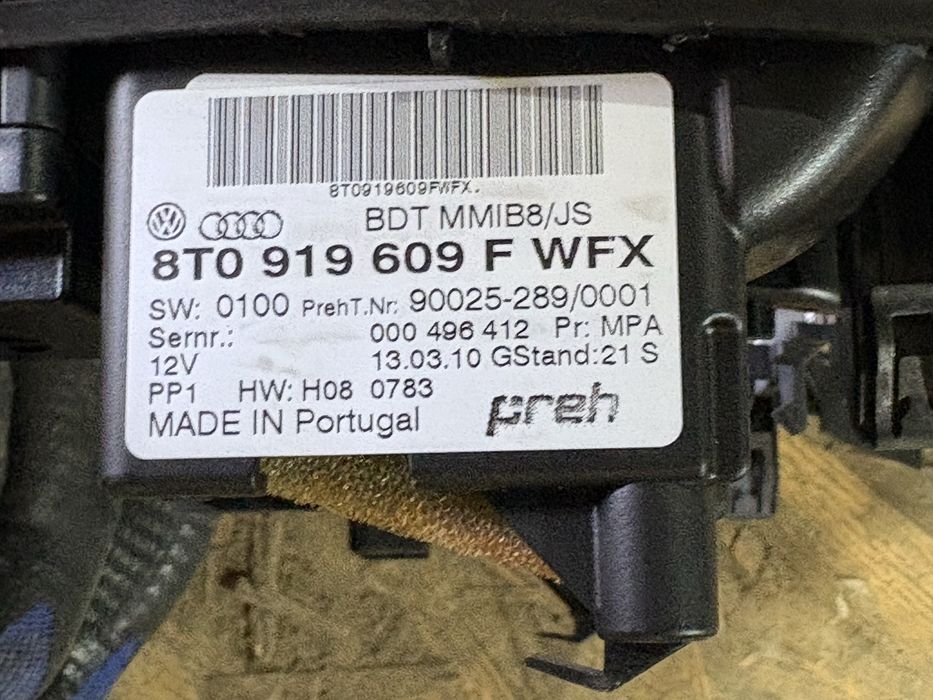 8T0919609FWFX.
BDT MMIB8/JS
8T0 919 609 F WFX
SW: 0100 PrehT.Nr: 90025-289/0001
Sernr.: 000 496 412 Pr: MPA
12V 13.03.10 GStand:21 S
PP1 HW: H08 0783
MADE IN Portugal preh